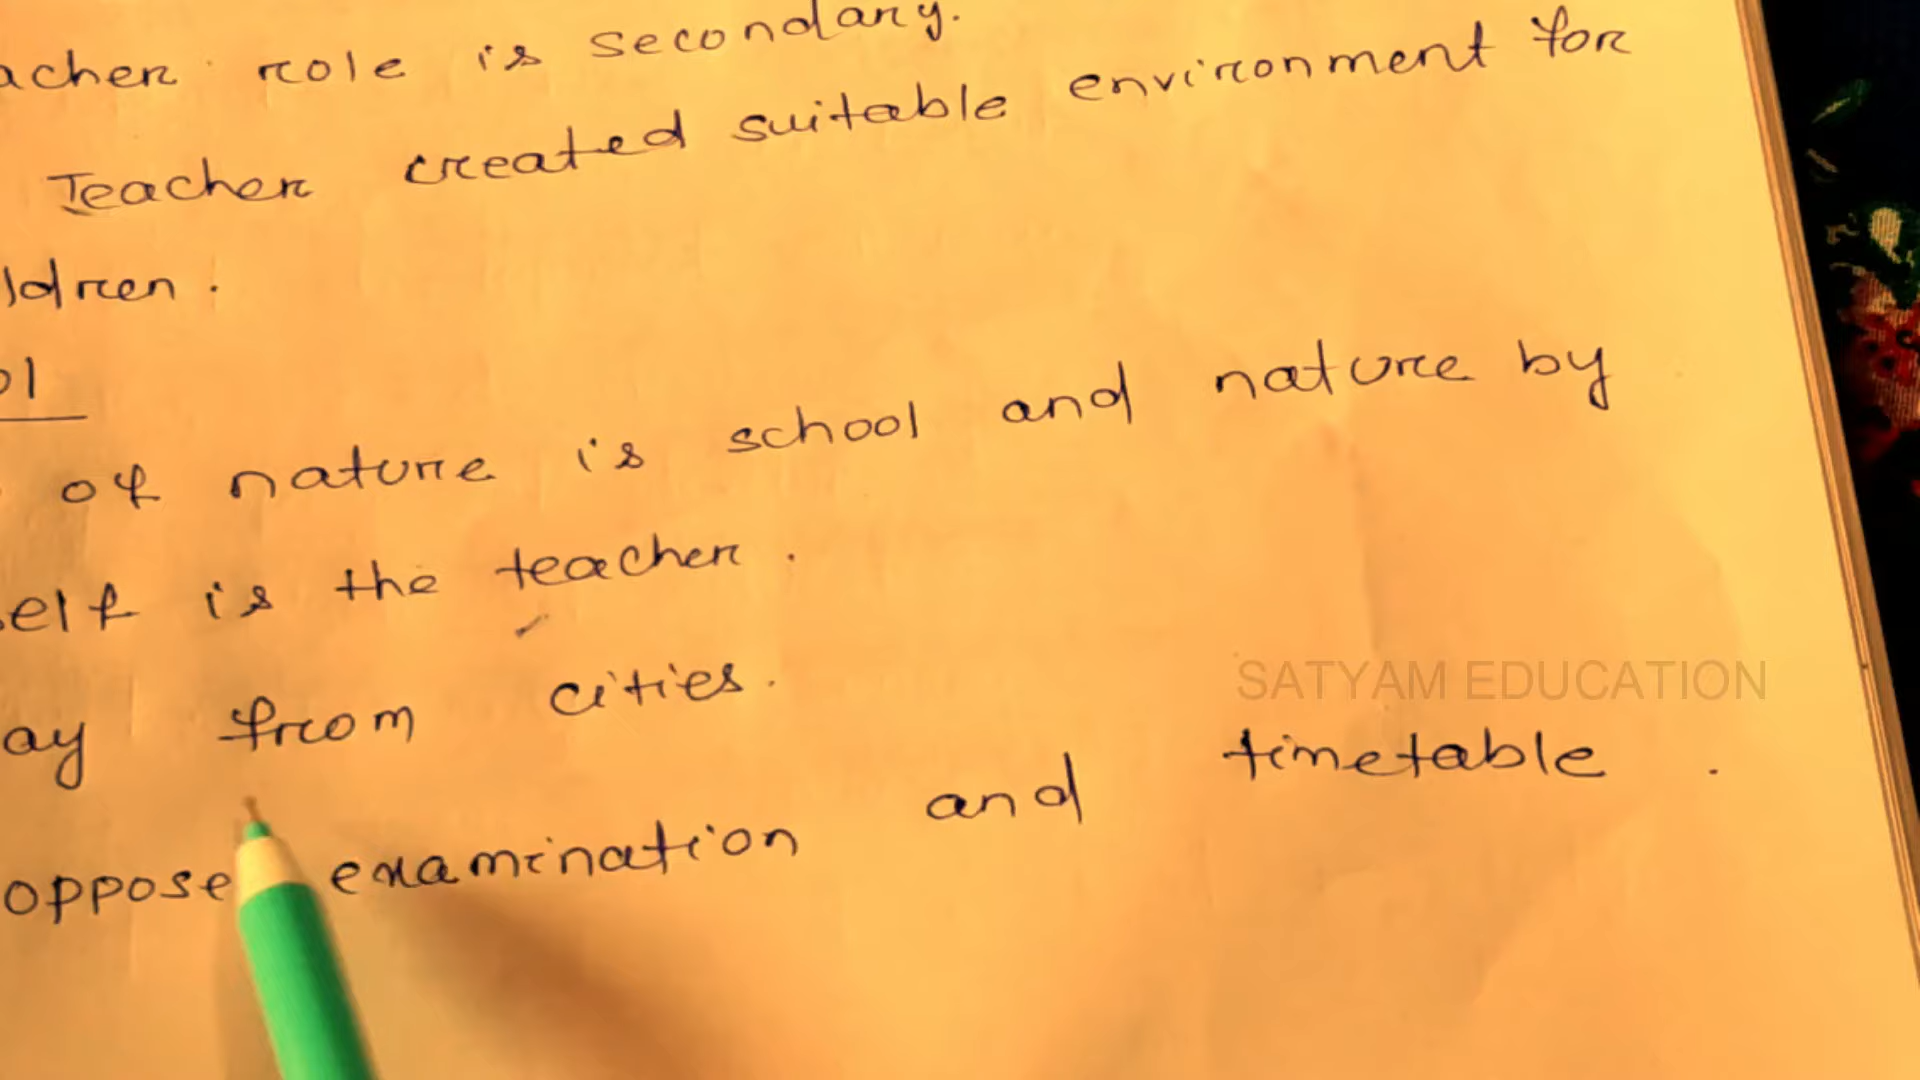 acher role is secondary.
Teacher created suitable environment for
ldren.
ol
of nature is school and nature by
self is the teacher.
ay from cities.
SATYAM EDUCATION
oppose examination and timetable.